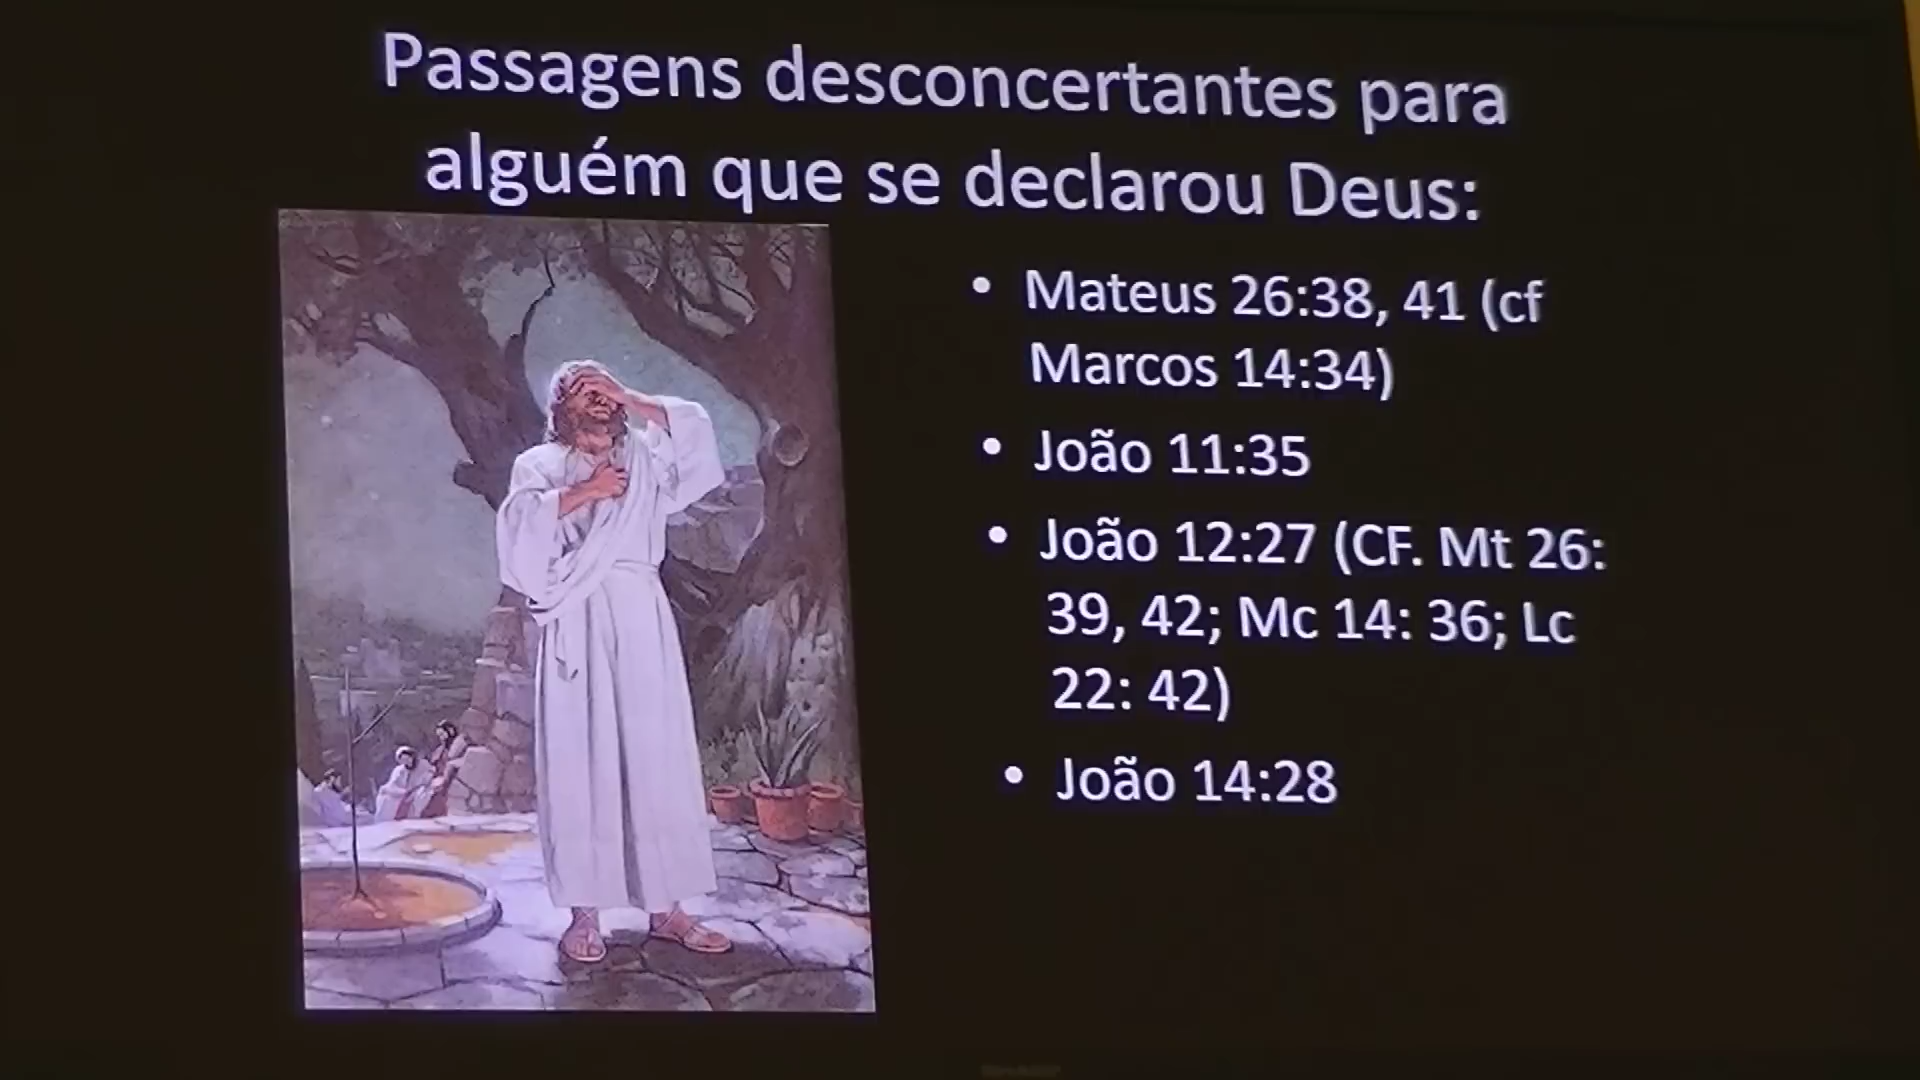 Passagens desconcertantes para
alguém que se declarou Deus:
• Mateus 26:38, 41 (cf
Marcos 14:34)
• João 11:35
• João 12:27 (CF. Mt 26:
39, 42; Mc 14: 36; Lc
22: 42)
• João 14:28